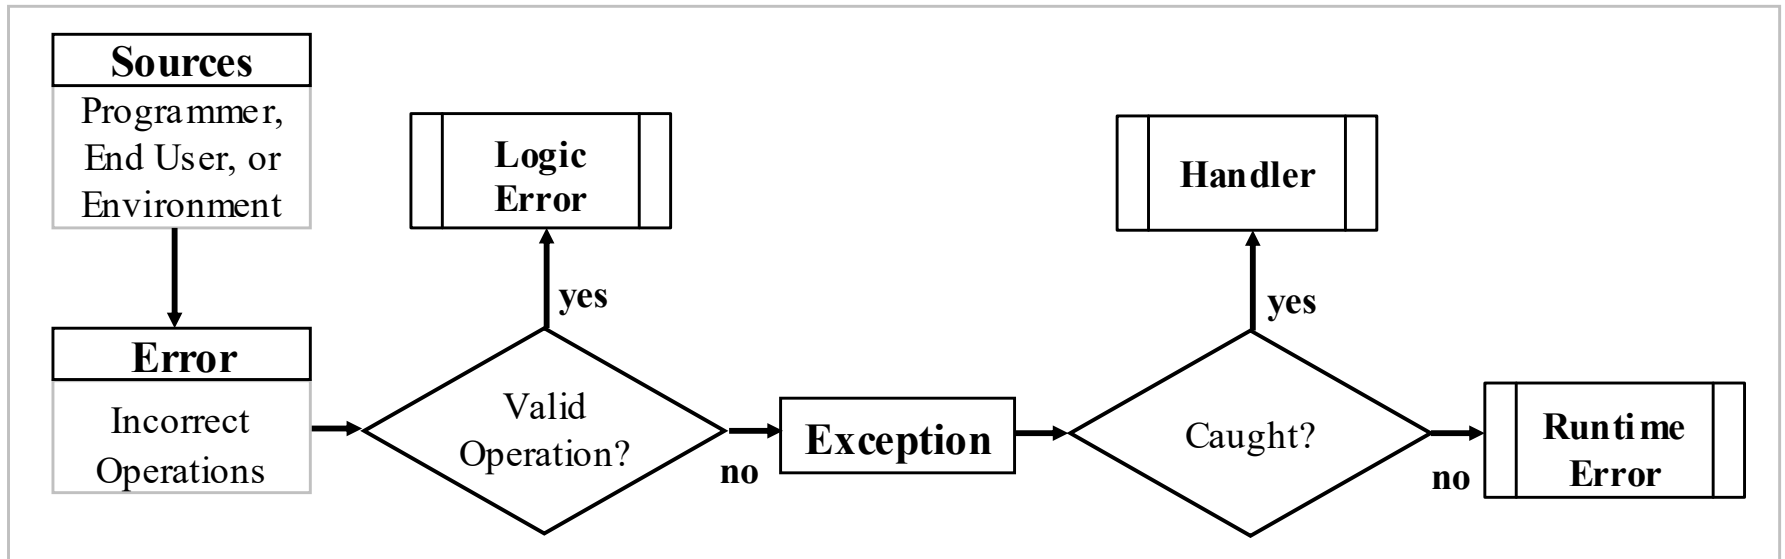 Sources
Programmer,
End User, or
Environment
Error
Incorrect
Operations
Logic
Error
yes
Valid
Operation?
no
Exception
Handler
yes
Caught?
no
Runtime
Error